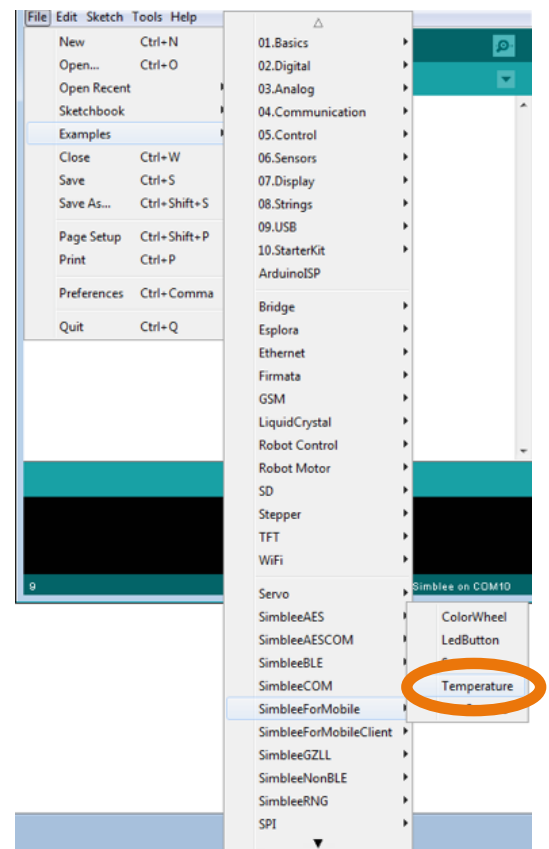 File Edit Sketch Tools Help
New Ctrl+N
Open... Ctrl+O
Open Recent
Sketchbook
Examples
Close Ctrl+W
Save Ctrl+S
Save As... Ctrl+Shift+S
Page Setup Ctrl+Shift+P
Print Ctrl+P
Preferences Ctrl+Comma
Quit Ctrl+Q
01.Basics
02.Digital
03.Analog
04.Communication
05.Control
06.Sensors
07.Display
08.Strings
09.USB
10.StarterKit
ArduinoISP
Bridge
Esplora
Ethernet
Firmata
GSM
LiquidCrystal
Robot Control
Robot Motor
SD
Stepper
TFT
WiFi
Servo
SimbleeAES
SimbleeAESCOM
SimbleeBLE
SimbleeCOM
SimbleeForMobile
SimbleeForMobileClient
SimbleeGZLL
SimbleeNonBLE
SimbleeRNG
SPI
ColorWheel
LedButton
Temperature
9
Simblee on COM10